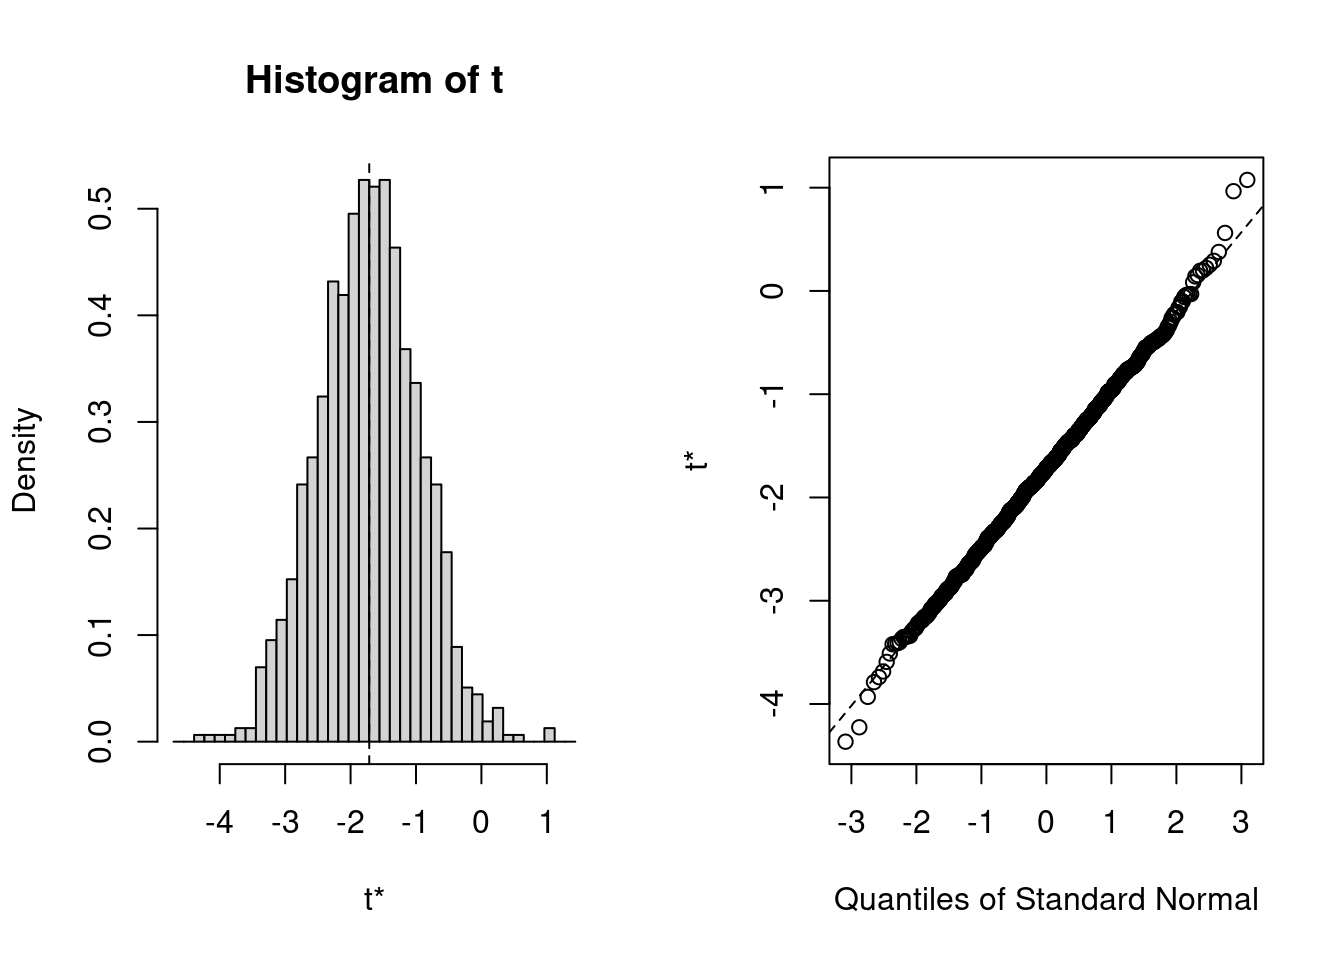 Histogram of t
Density
0.0 0.1 0.2 0.3 0.4 0.5
-4 -3 -2 -1 0 1
t*
t*
-4 -3 -2 -1 0 1
-3 -2 -1 0 1 2 3
Quantiles of Standard Normal